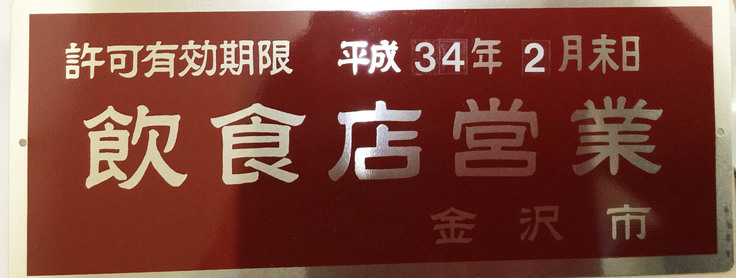 許可有効期限 平成34年2月末日
飲食店営業
金沢市